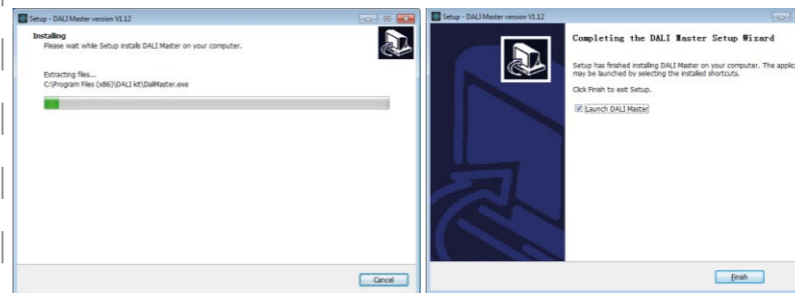 Setup - DALI Master version V1.12
Installing
Please wait while Setup installs DALI Master on your computer.
Extracting files...
C:\Program Files (x86)\DALI kit\DaliMaster.exe
Cancel
Setup - DALI Master version V1.12
Completing the DALI Master Setup Wizard
Setup has finished installing DALI Master on your computer. The applic
may be launched by selecting the installed shortcuts.
Click Finish to exit Setup.
Launch DALI Master
Finish